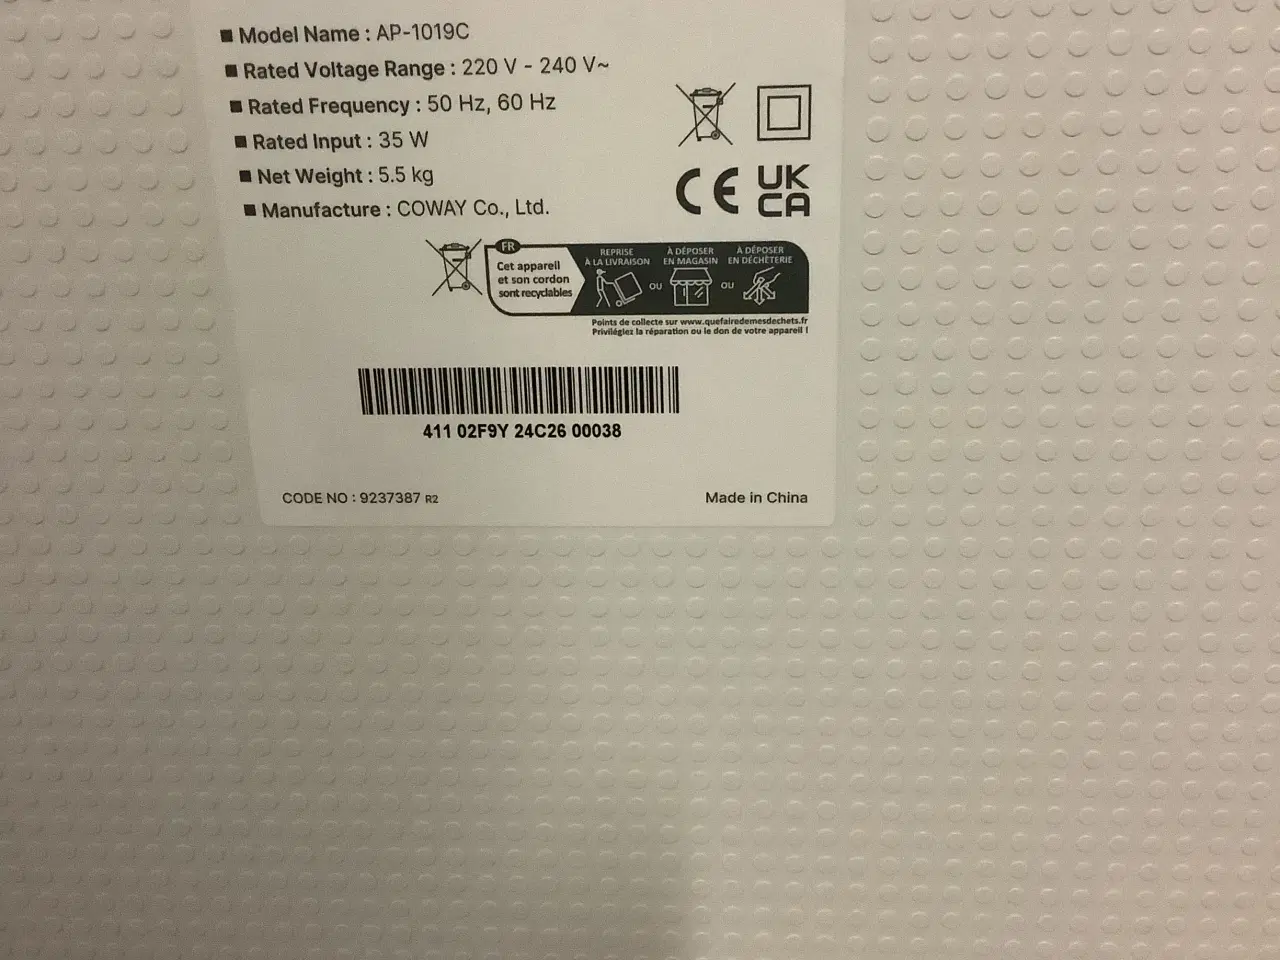 ■ Model Name : AP-1019C
■ Rated Voltage Range : 220 V - 240 V~
■ Rated Frequency : 50 Hz, 60 Hz
■ Rated Input : 35 W
■ Net Weight : 5.5 kg
■ Manufacture : COWAY Co., Ltd.
CE
UK
CA
FR
Cet appareil
et son cordon
sont recyclables
REPRISE
À LA LIVRAISON
OU
À DÉPOSER
EN MAGASIN
OU
À DÉPOSER
EN DÉCHÈTERIE
Points de collecte sur www.quefairedemesdechets.fr
Privilégiez la réparation ou le don de votre appareil !
411 02F9Y 24C26 00038
CODE NO : 9237387 R2
Made in China